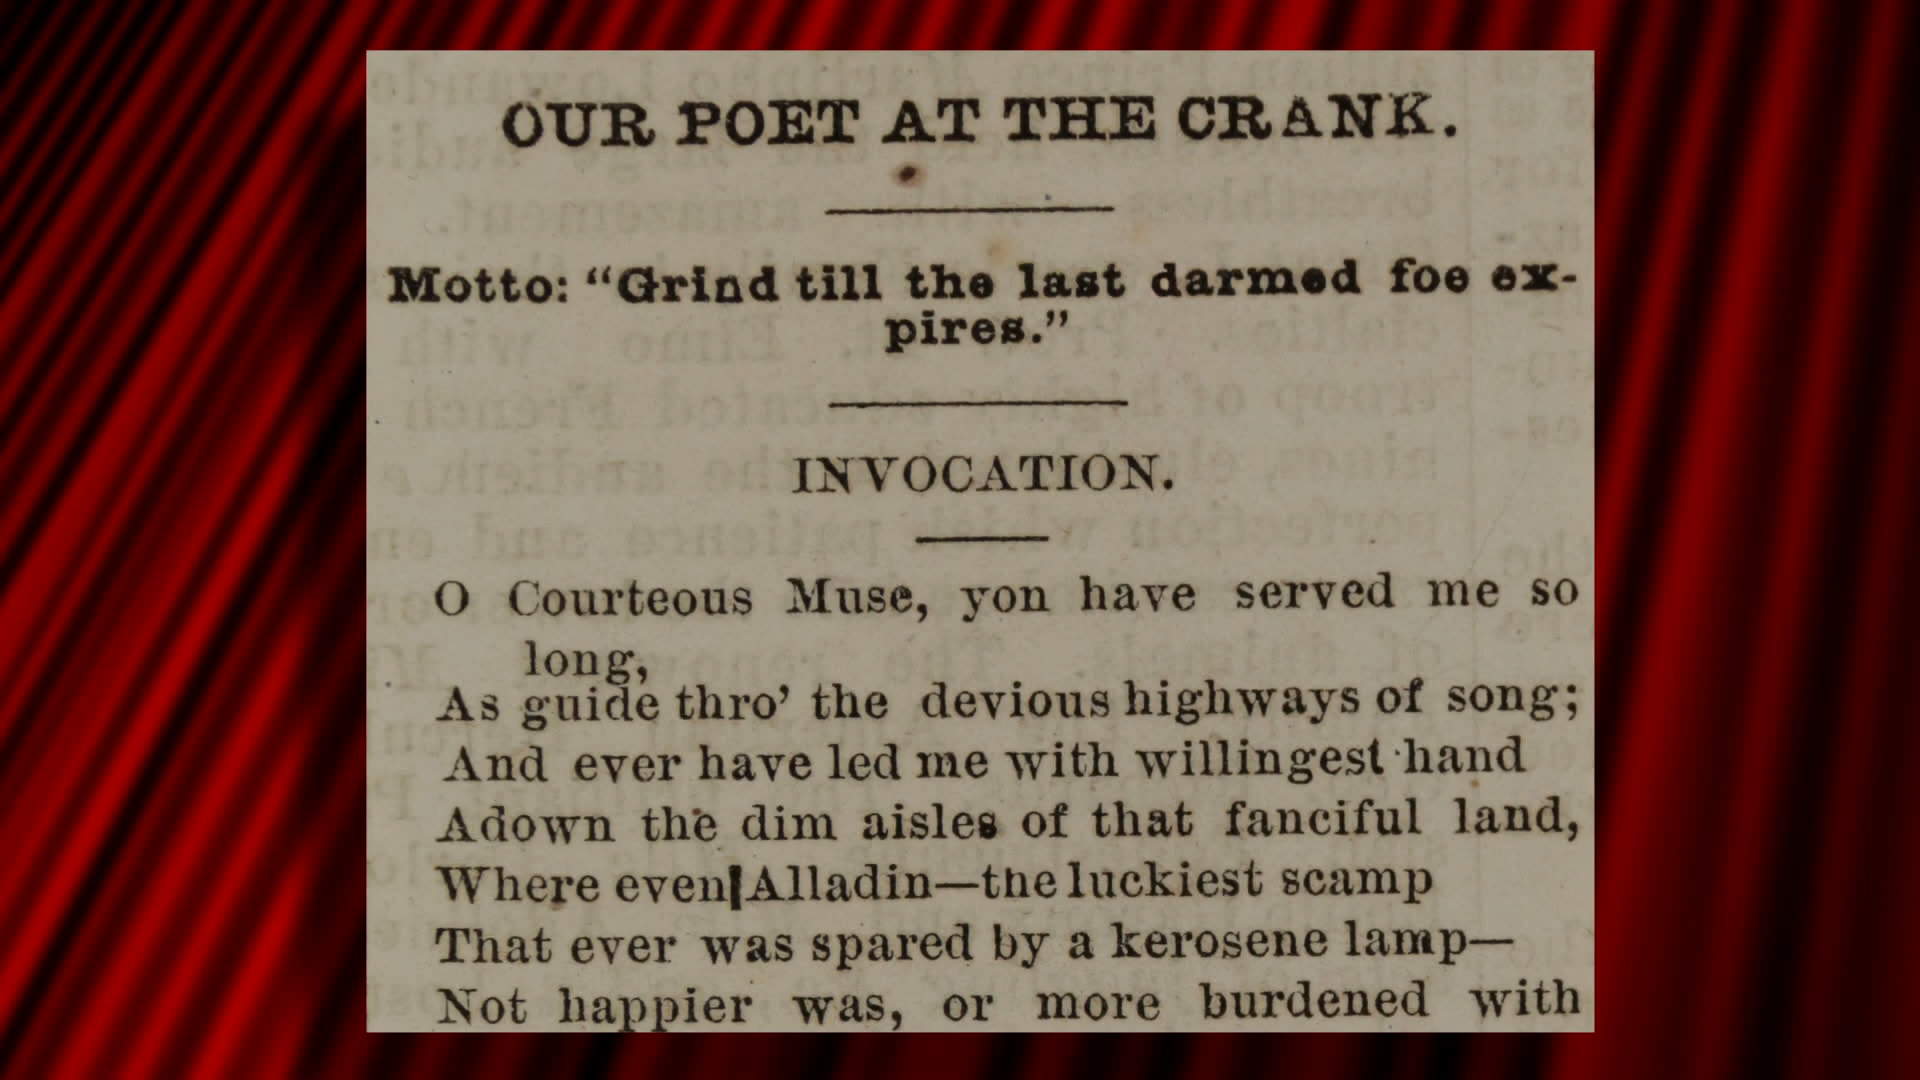 OUR POET AT THE CRANK.
Motto: “Grind till the last darmed foe ex-
pires.”
INVOCATION.
O Courteous Muse, yon have served me so
long,
As guide thro’ the devious highways of song;
And ever have led me with willingest hand
Adown the dim aisles of that fanciful land,
Where even Alladin—the luckiest scamp
That ever was spared by a kerosene lamp—
Not happier was, or more burdened with